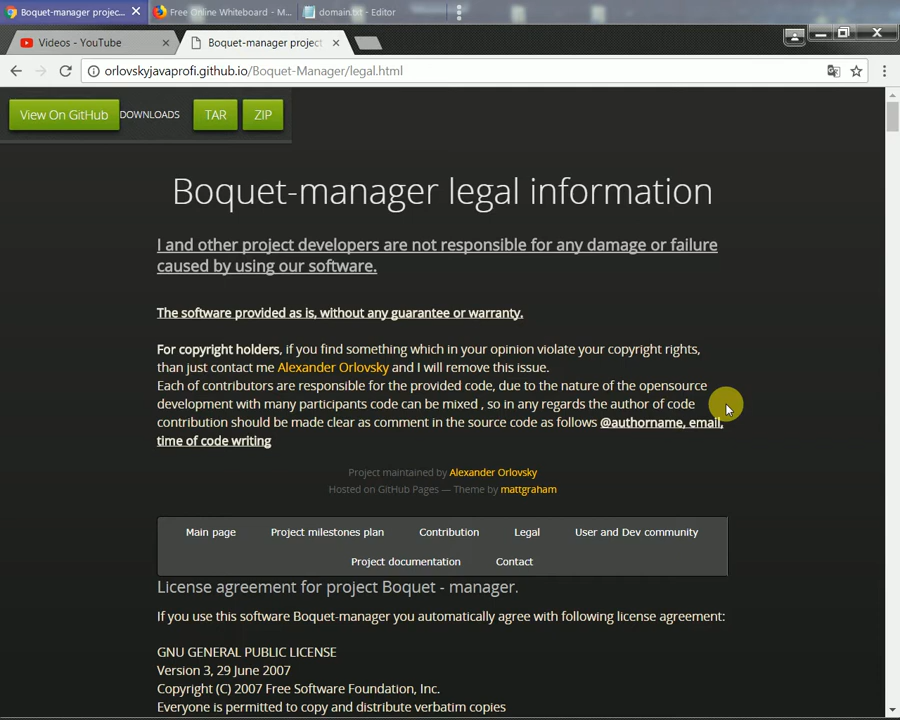 Boquet-manager projec...
Free Online Whiteboard - M...
domain.txt - Editor
Videos - YouTube
Boquet-manager project
orlovskyjavaprofi.github.io/Boquet-Manager/legal.html
View On GitHub
DOWNLOADS
TAR
ZIP
Boquet-manager legal information
I and other project developers are not responsible for any damage or failure
caused by using our software.
The software provided as is, without any guarantee or warranty.
For copyright holders, if you find something which in your opinion violate your copyright rights,
than just contact me Alexander Orlovsky and I will remove this issue.
Each of contributors are responsible for the provided code, due to the nature of the opensource
development with many participants code can be mixed , so in any regards the author of code
contribution should be made clear as comment in the source code as follows @authorname, email,
time of code writing
Project maintained by Alexander Orlovsky
Hosted on GitHub Pages — Theme by mattgraham
Main page
Project milestones plan
Contribution
Legal
User and Dev community
Project documentation
Contact
License agreement for project Boquet - manager.
If you use this software Boquet-manager you automatically agree with following license agreement:
GNU GENERAL PUBLIC LICENSE
Version 3, 29 June 2007
Copyright (C) 2007 Free Software Foundation, Inc.
Everyone is permitted to copy and distribute verbatim copies